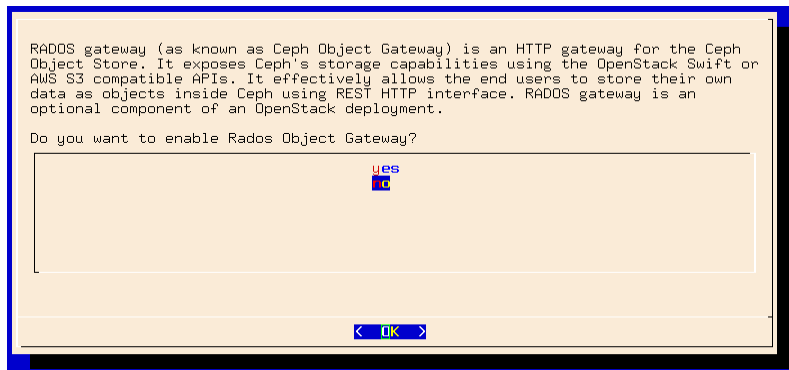 RADOS gateway (as known as Ceph Object Gateway) is an HTTP gateway for the Ceph
Object Store. It exposes Ceph's storage capabilities using the OpenStack Swift or
AWS S3 compatible APIs. It effectively allows the end users to store their own
data as objects inside Ceph using REST HTTP interface. RADOS gateway is an
optional component of an OpenStack deployment.
Do you want to enable Rados Object Gateway?
yes
no
< OK >